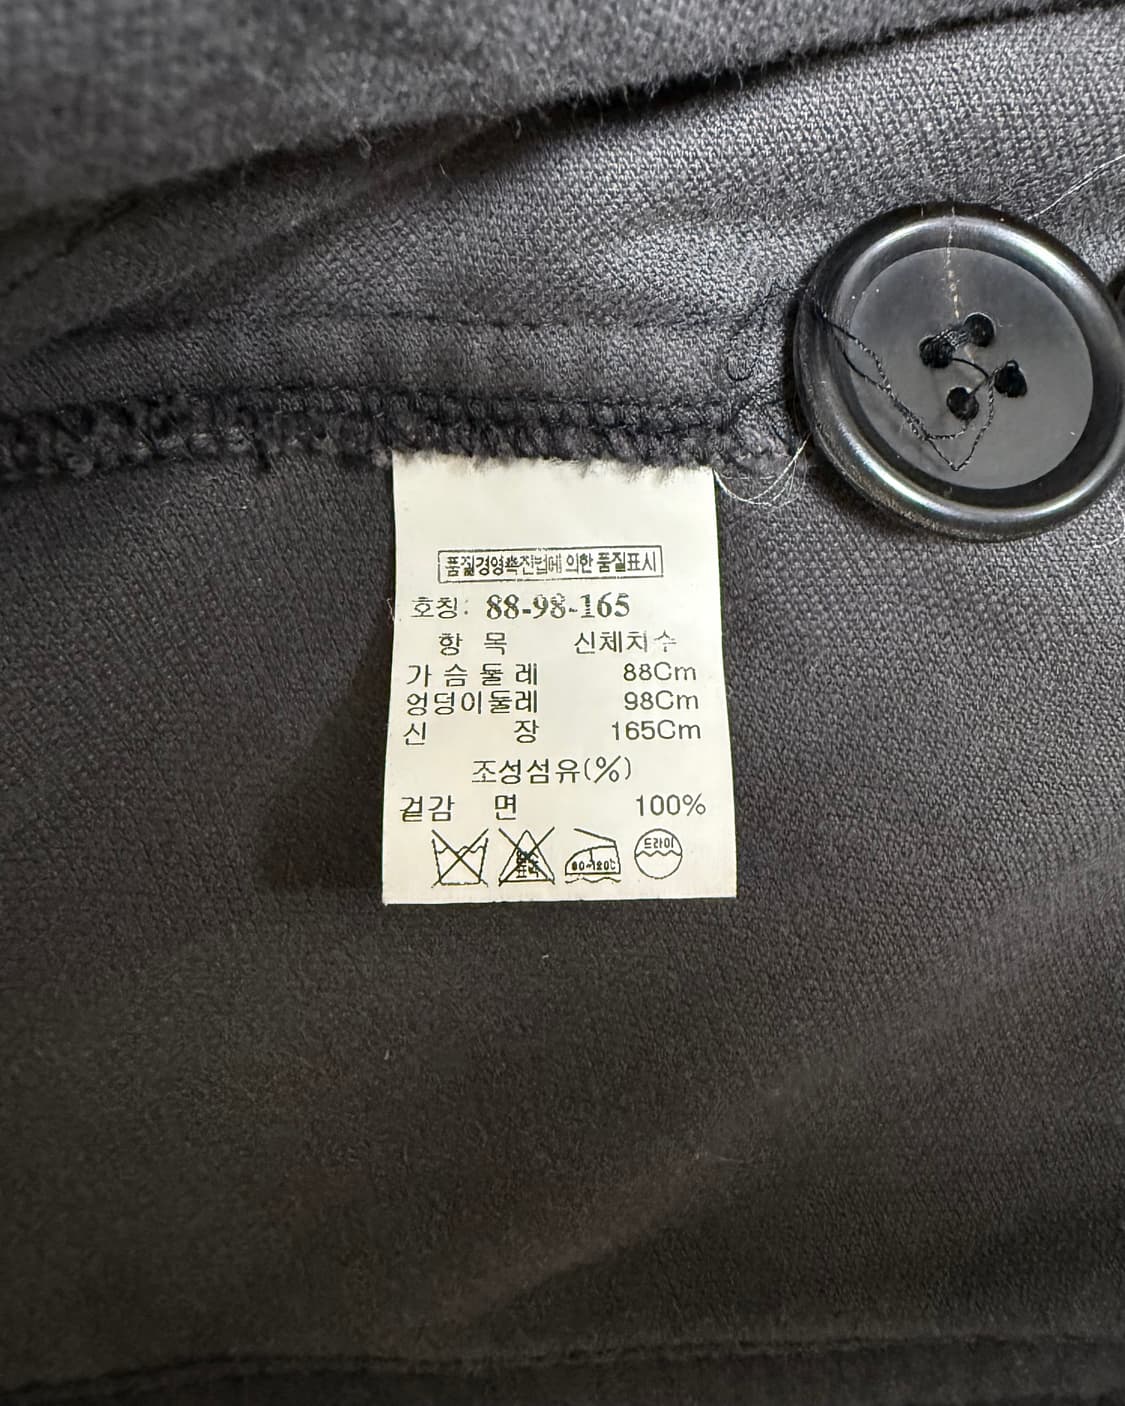 품질경영촉진법에 의한 품질표시
호칭: 88-98-165
항 목 신체치수
가슴둘레 88Cm
엉덩이둘레 98Cm
신 장 165Cm
조성섬유(%)
겉감 면 100%
80~120℃ 드라이